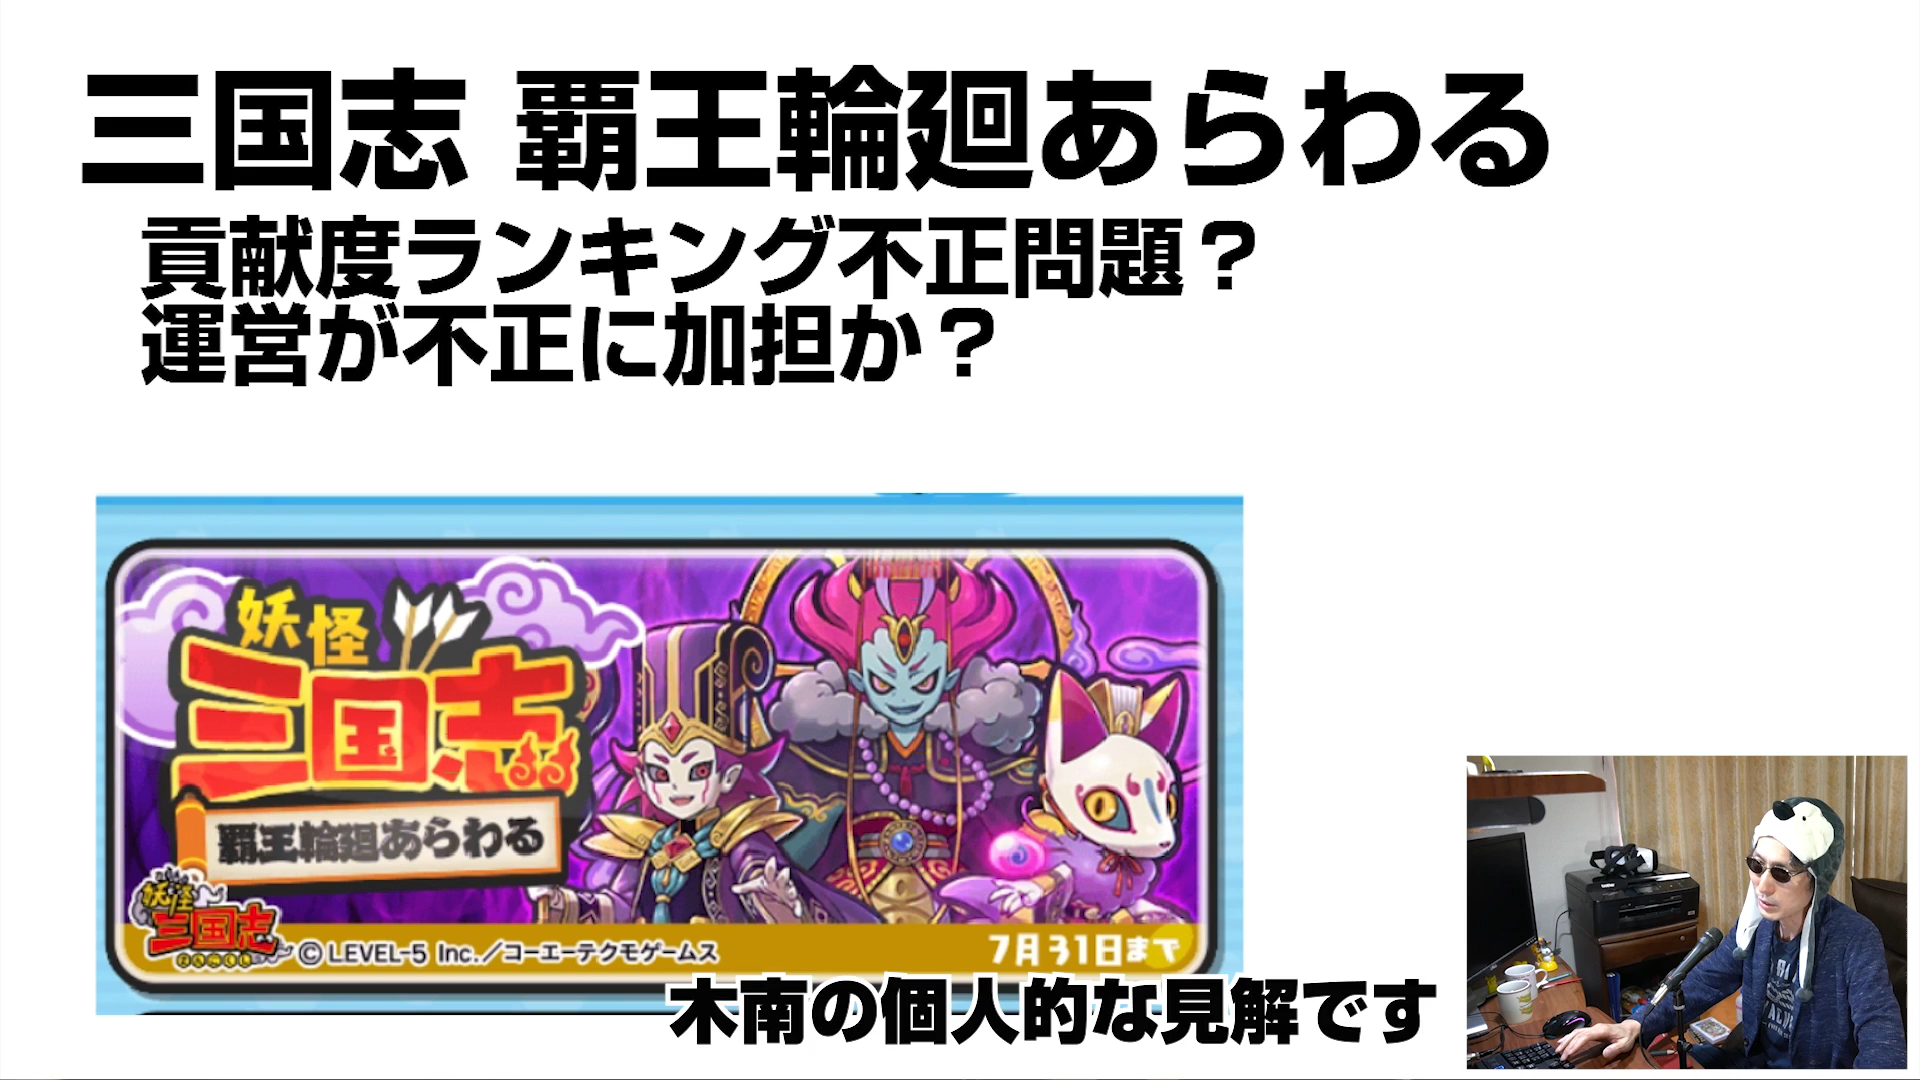 三国志 覇王輪廻あらわる
貢献度ランキング不正問題？
運営が不正に加担か？
妖怪
三国志
覇王輪廻あらわる
妖怪
三国志
©LEVEL-5 Inc./コーエーテクモゲームス
7月31日まで
木南の個人的な見解です
brother